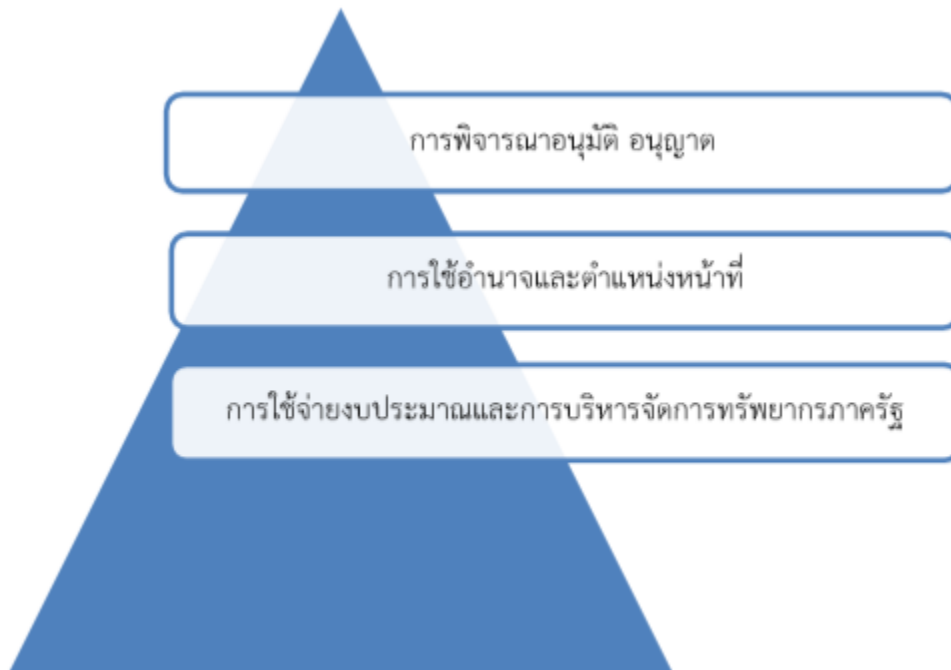 การพิจารณาอนุมัติ อนุญาต
การใช้อำนาจและตำแหน่งหน้าที่
การใช้จ่ายงบประมาณและการบริหารจัดการทรัพยากรภาครัฐ